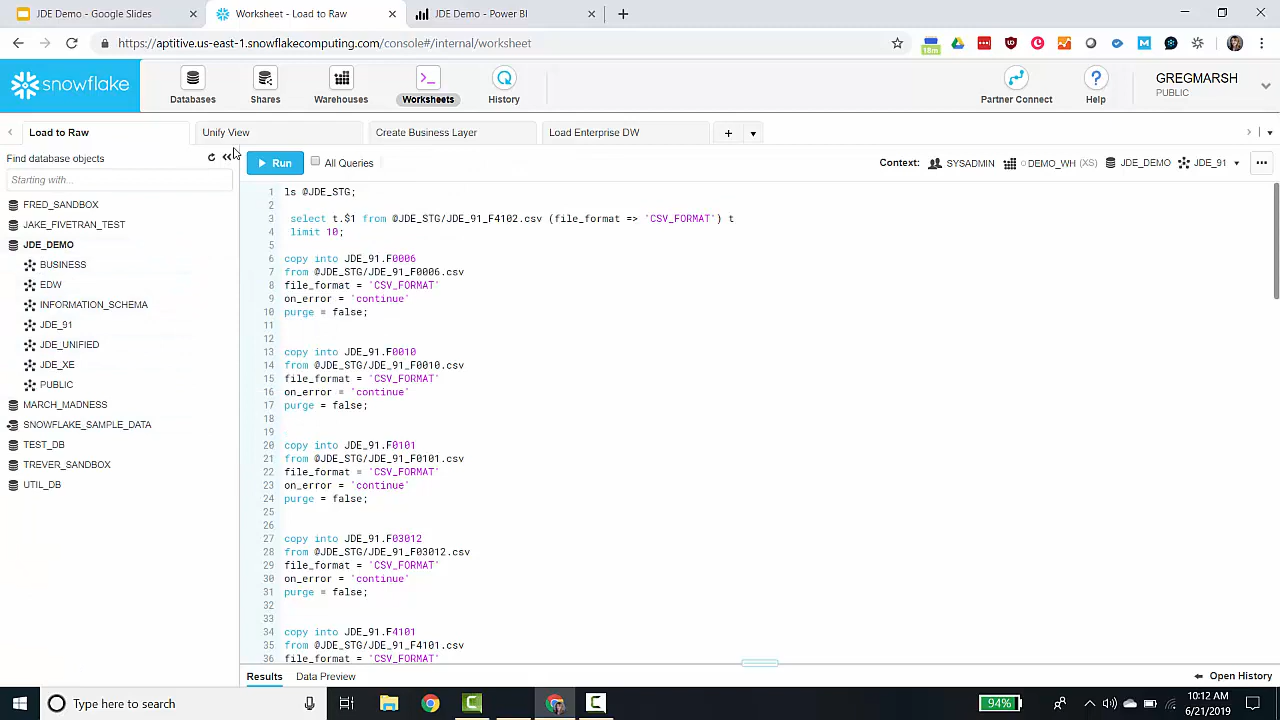 JDE Demo - Google Slides
Worksheet - Load to Raw
JDE Demo - Power BI
https://aptitive.us-east-1.snowflakecomputing.com/console#/internal/worksheet
18m
snowflake
Databases
Shares
Warehouses
Worksheets
History
Partner Connect
Help
GREGMARSH
PUBLIC
Load to Raw
Unify View
Create Business Layer
Load Enterprise DW
Find database objects
Starting with...
Run
All Queries
Context:
SYSADMIN
DEMO_WH (XS)
JDE_DEMO
JDE_91
FRED_SANDBOX
JAKE_FIVETRAN_TEST
JDE_DEMO
BUSINESS
EDW
INFORMATION_SCHEMA
JDE_91
JDE_UNIFIED
JDE_XE
PUBLIC
MARCH_MADNESS
SNOWFLAKE_SAMPLE_DATA
TEST_DB
TREVER_SANDBOX
UTIL_DB
1 ls @JDE_STG;
2
3 select t.$1 from @JDE_STG/JDE_91_F4102.csv (file_format => 'CSV_FORMAT') t
4 limit 10;
5
6 copy into JDE_91.F0006
7 from @JDE_STG/JDE_91_F0006.csv
8 file_format = 'CSV_FORMAT'
9 on_error = 'continue'
10 purge = false;
11
12
13 copy into JDE_91.F0010
14 from @JDE_STG/JDE_91_F0010.csv
15 file_format = 'CSV_FORMAT'
16 on_error = 'continue'
17 purge = false;
18
19
20 copy into JDE_91.F0101
21 from @JDE_STG/JDE_91_F0101.csv
22 file_format = 'CSV_FORMAT'
23 on_error = 'continue'
24 purge = false;
25
26
27 copy into JDE_91.F03012
28 from @JDE_STG/JDE_91_F03012.csv
29 file_format = 'CSV_FORMAT'
30 on_error = 'continue'
31 purge = false;
32
33
34 copy into JDE_91.F4101
35 from @JDE_STG/JDE_91_F4101.csv
36 file_format = 'CSV_FORMAT'
Results
Data Preview
Open History
Type here to search
94%
10:12 AM
6/21/2019